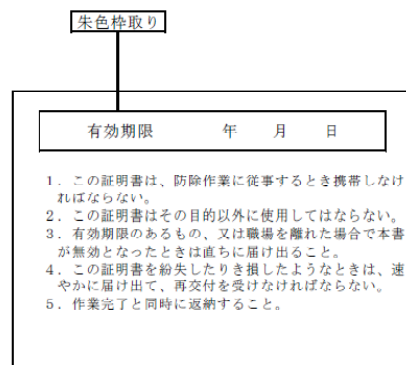 朱色枠取り
有効期限　年　月　日
１．この証明書は、防除作業に従事するとき携帯しなけ
ればならない。
２．この証明書はその目的以外に使用してはならない。
３．有効期限のあるもの、又は職場を離れた場合で本書
が無効となったときは直ちに届け出ること。
４．この証明書を紛失したりき損したようなときは、速
やかに届け出て、再交付を受けなければならない。
５．作業完了と同時に返納すること。